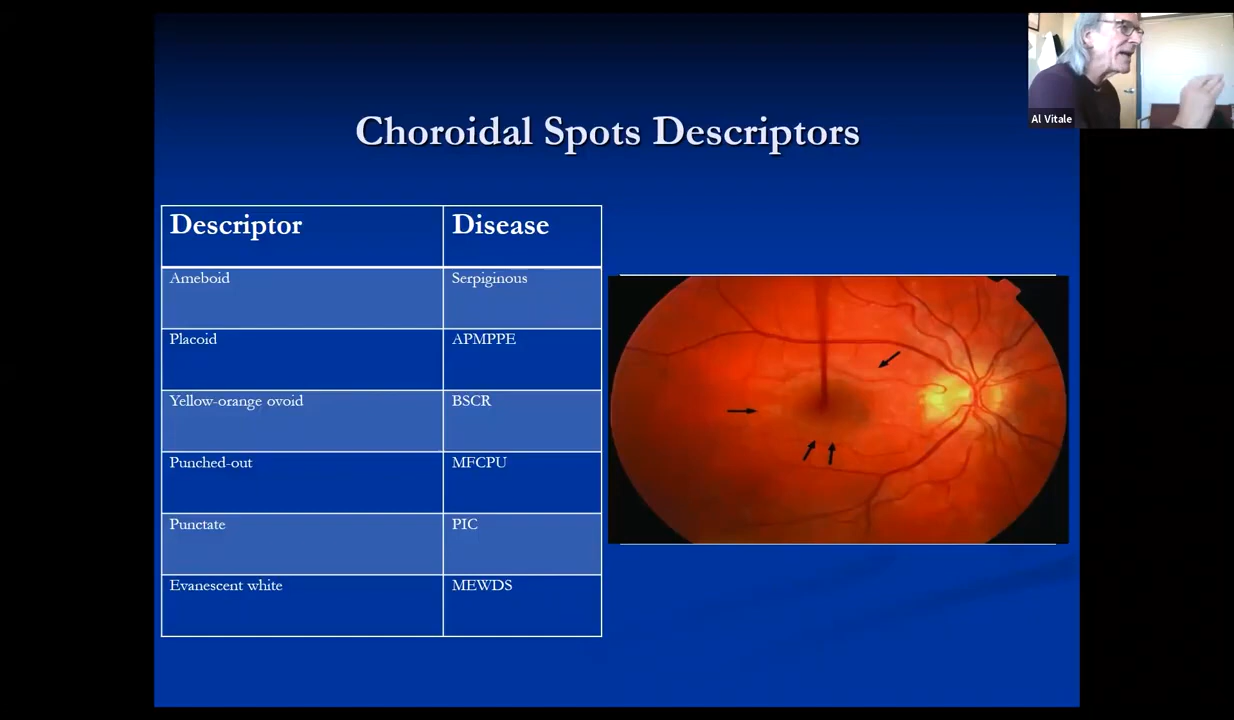 Al Vitale
Choroidal Spots Descriptors
Descriptor Disease
Ameboid Serpiginous
Placoid APMPPE
Yellow-orange ovoid BSCR
Punched-out MFCPU
Punctate PIC
Evanescent white MEWDS